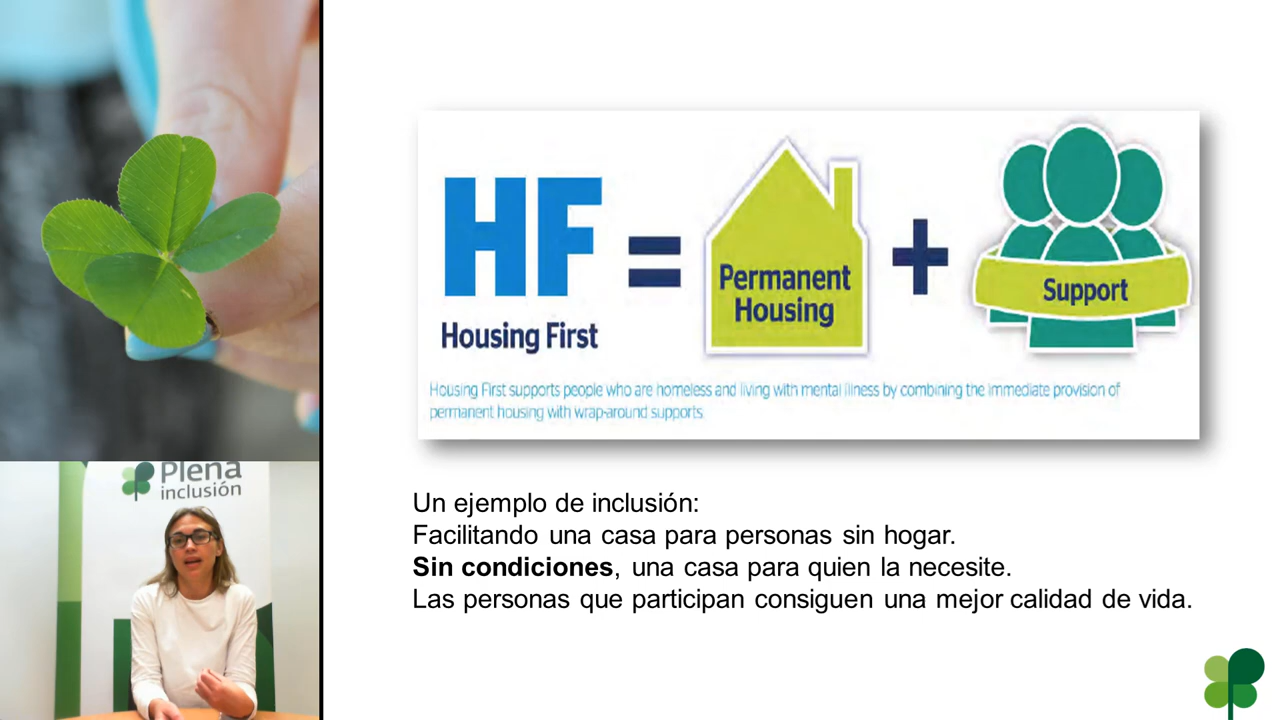 HF
=
Permanent
Housing
+
Support
Housing First
Housing First supports people who are homeless and living with mental illness by combining the immediate provision of
permanent housing with wrap-around supports
Plena
inclusión
Un ejemplo de inclusión:
Facilitando una casa para personas sin hogar.
Sin condiciones, una casa para quien la necesite.
Las personas que participan consiguen una mejor calidad de vida.